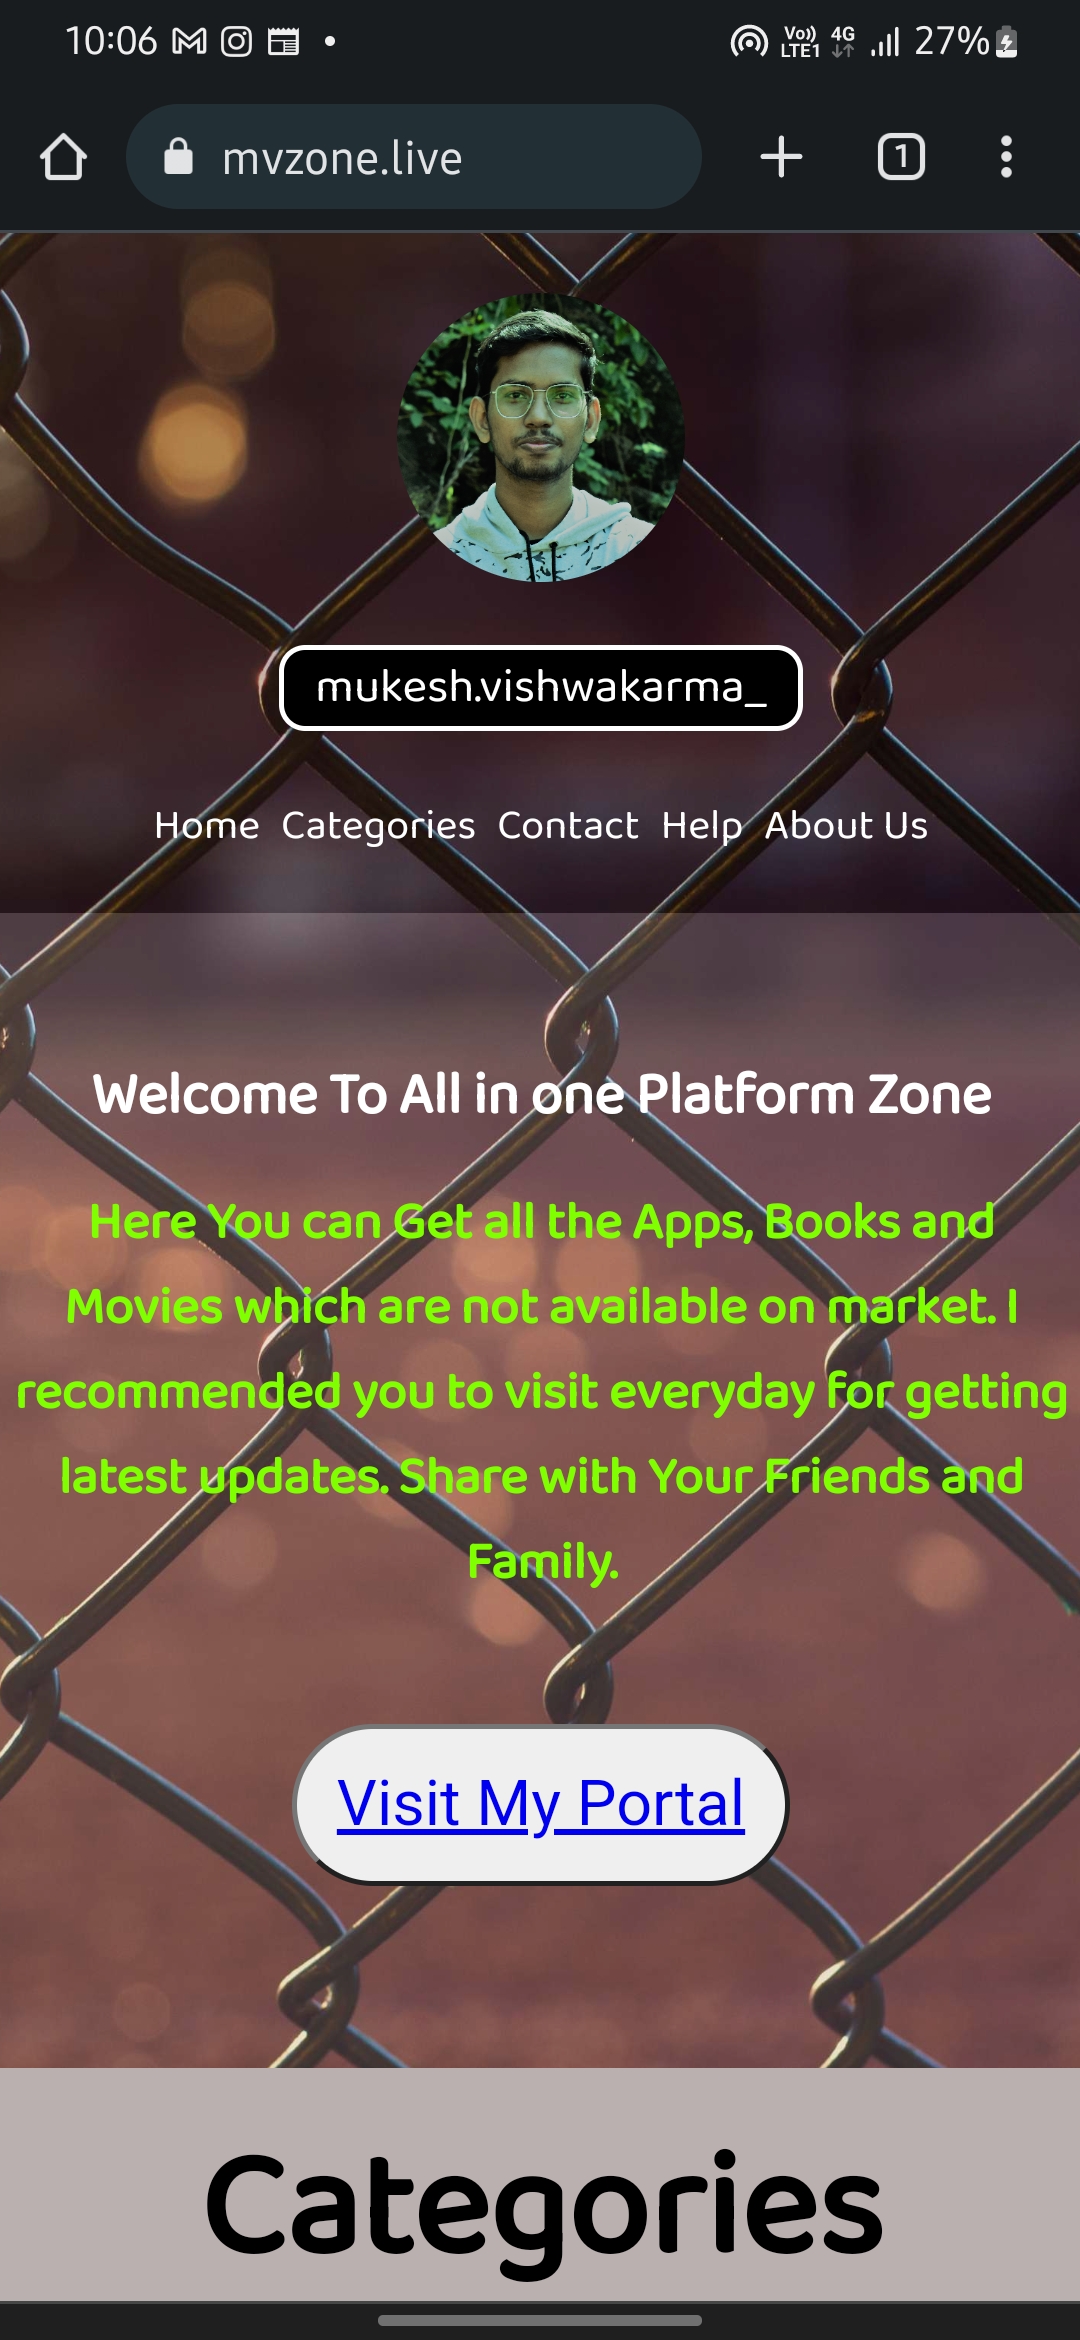 10:06
Vo)) LTE1 4G 27%
mvzone.live
1
mukesh.vishwakarma_
Home Categories Contact Help About Us
Welcome To All in one Platform Zone
Here You can Get all the Apps, Books and
Movies which are not available on market. I
recommended you to visit everyday for getting
latest updates. Share with Your Friends and
Family.
Visit My Portal
Categories